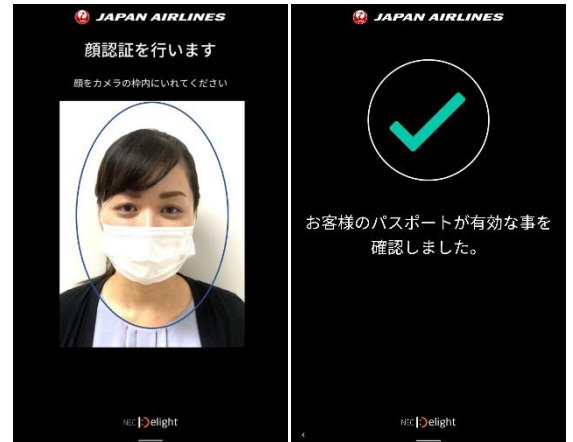 JAPAN AIRLINES
顔認証を行います
顔をカメラの枠内にいれてください
NEC I:Delight
JAPAN AIRLINES
お客様のパスポートが有効な事を
確認しました。
NEC I:Delight